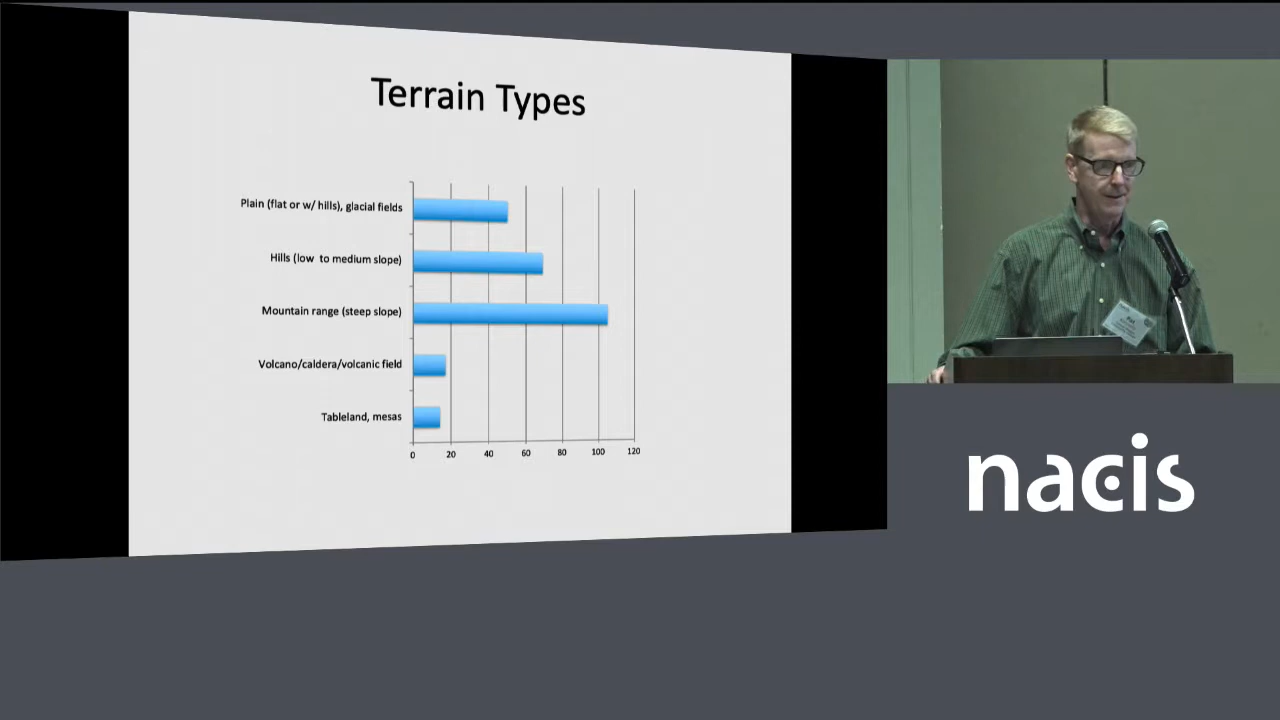 Terrain Types
Plain (flat or w/ hills), glacial fields
Hills (low to medium slope)
Mountain range (steep slope)
Volcano/caldera/volcanic field
Tableland, mesas
0 20 40 60 80 100 120
nacis